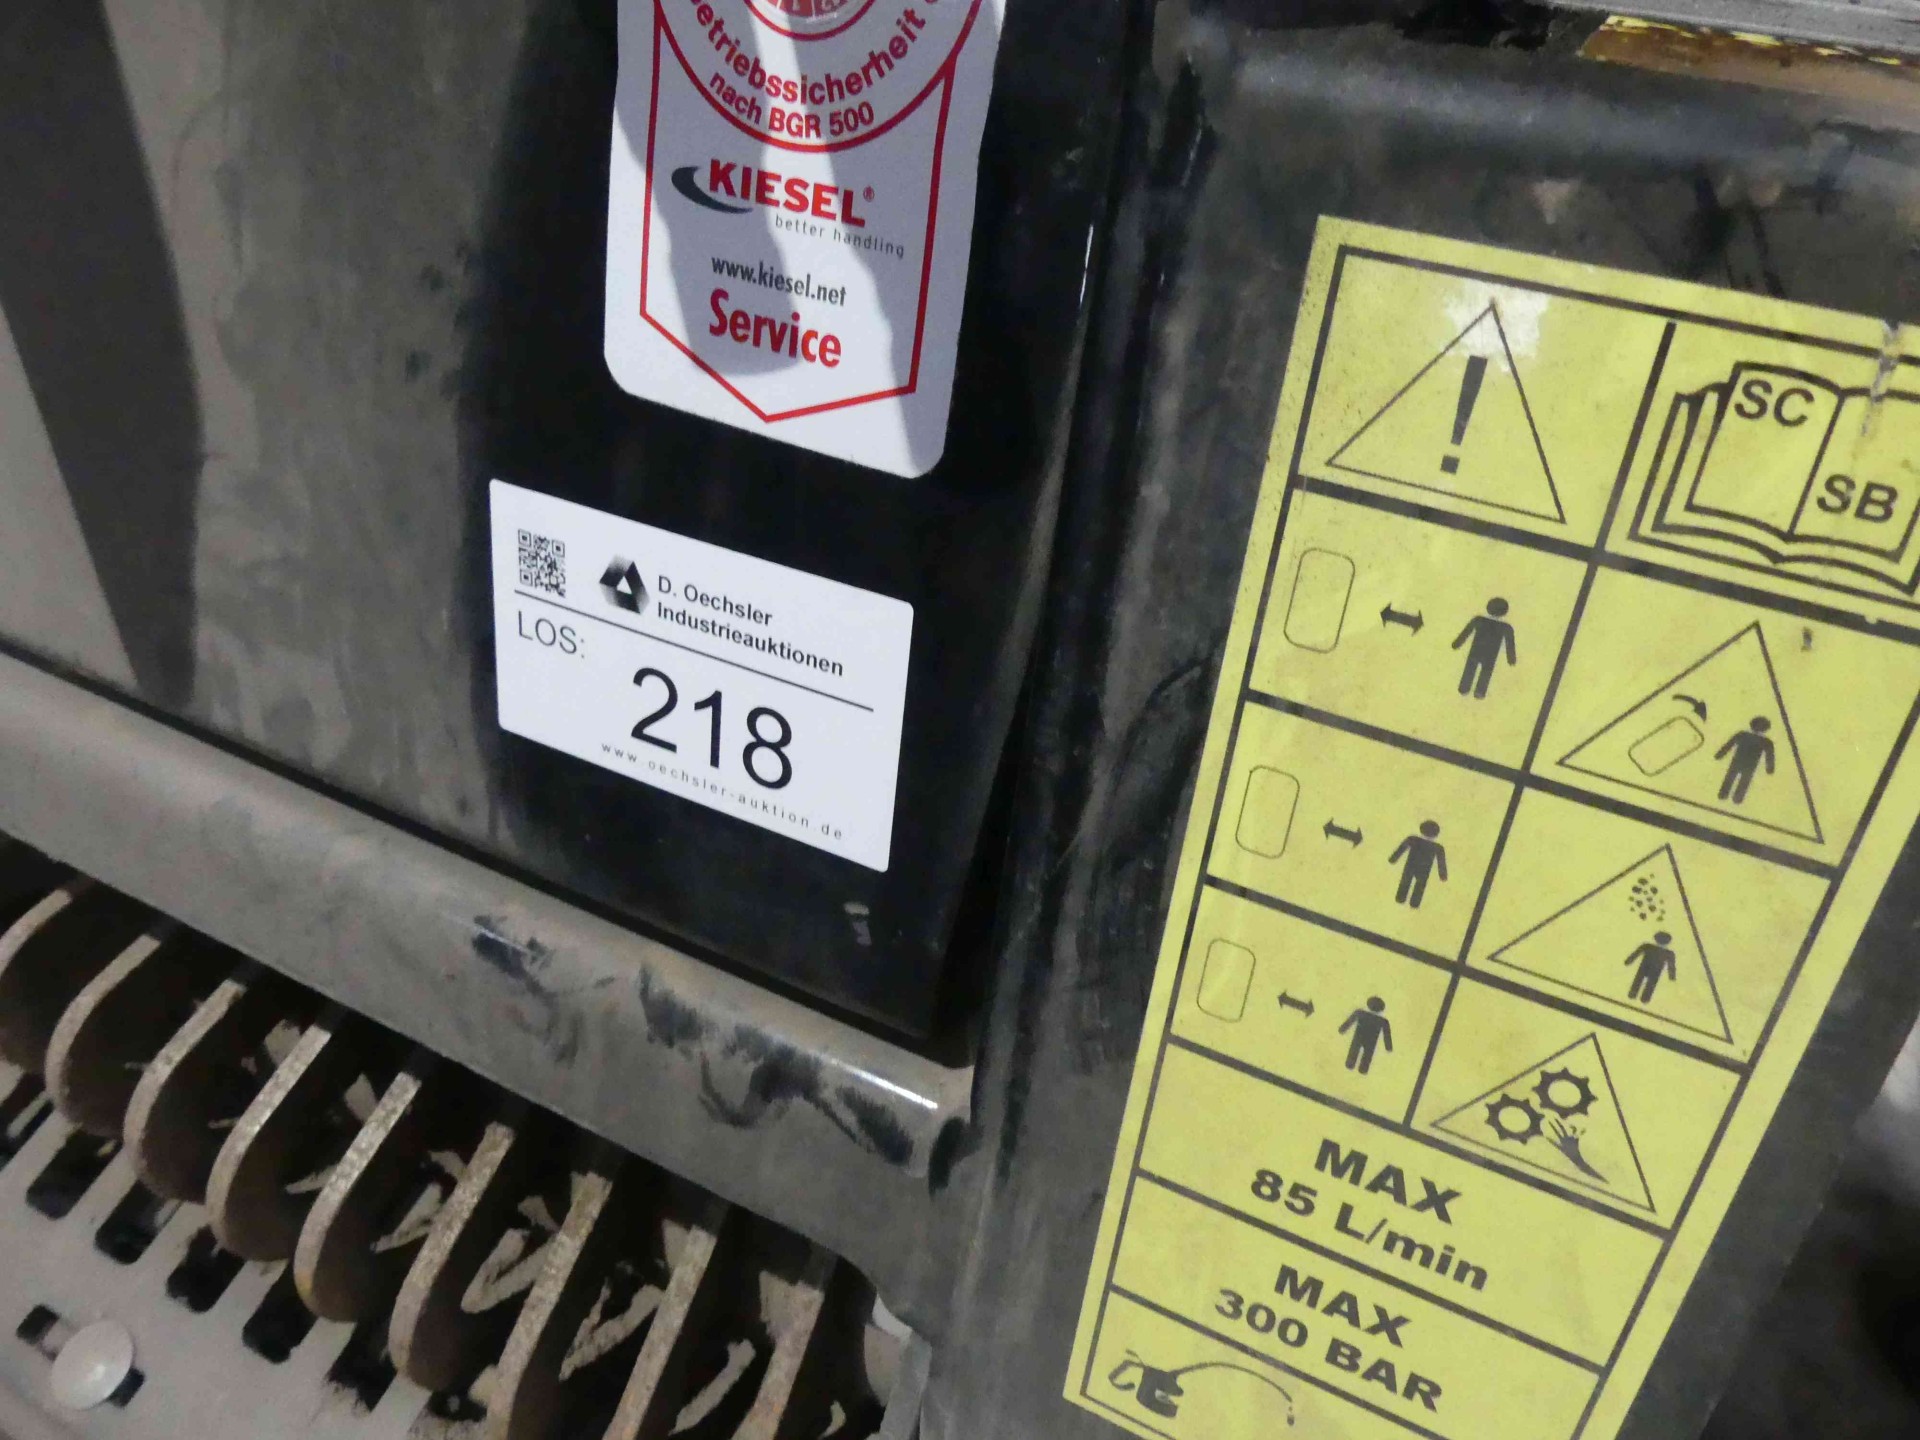 Betriebssicherheit
nach BGR 500
KIESEL®
better handling
www.kiesel.net
Service
D. Oechsler
Industrieauktionen
LOS:
218
www.oechsler-auktion.de
!
SC
SB
MAX
85 L/min
MAX
300 BAR